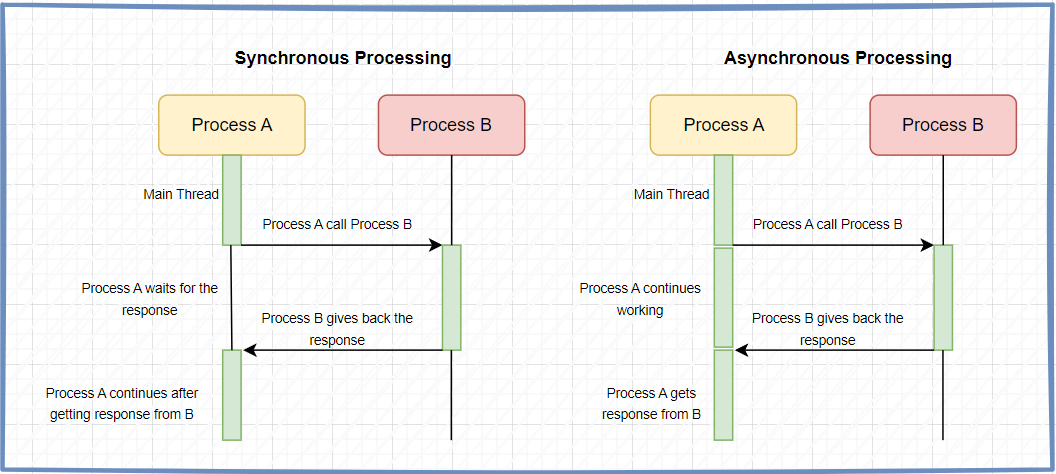 Synchronous Processing
Process A
Process B
Main Thread
Process A call Process B
Process A waits for the
response
Process B gives back the
response
Process A continues after
getting response from B
Asynchronous Processing
Process A
Process B
Main Thread
Process A call Process B
Process A continues
working
Process B gives back the
response
Process A gets
response from B